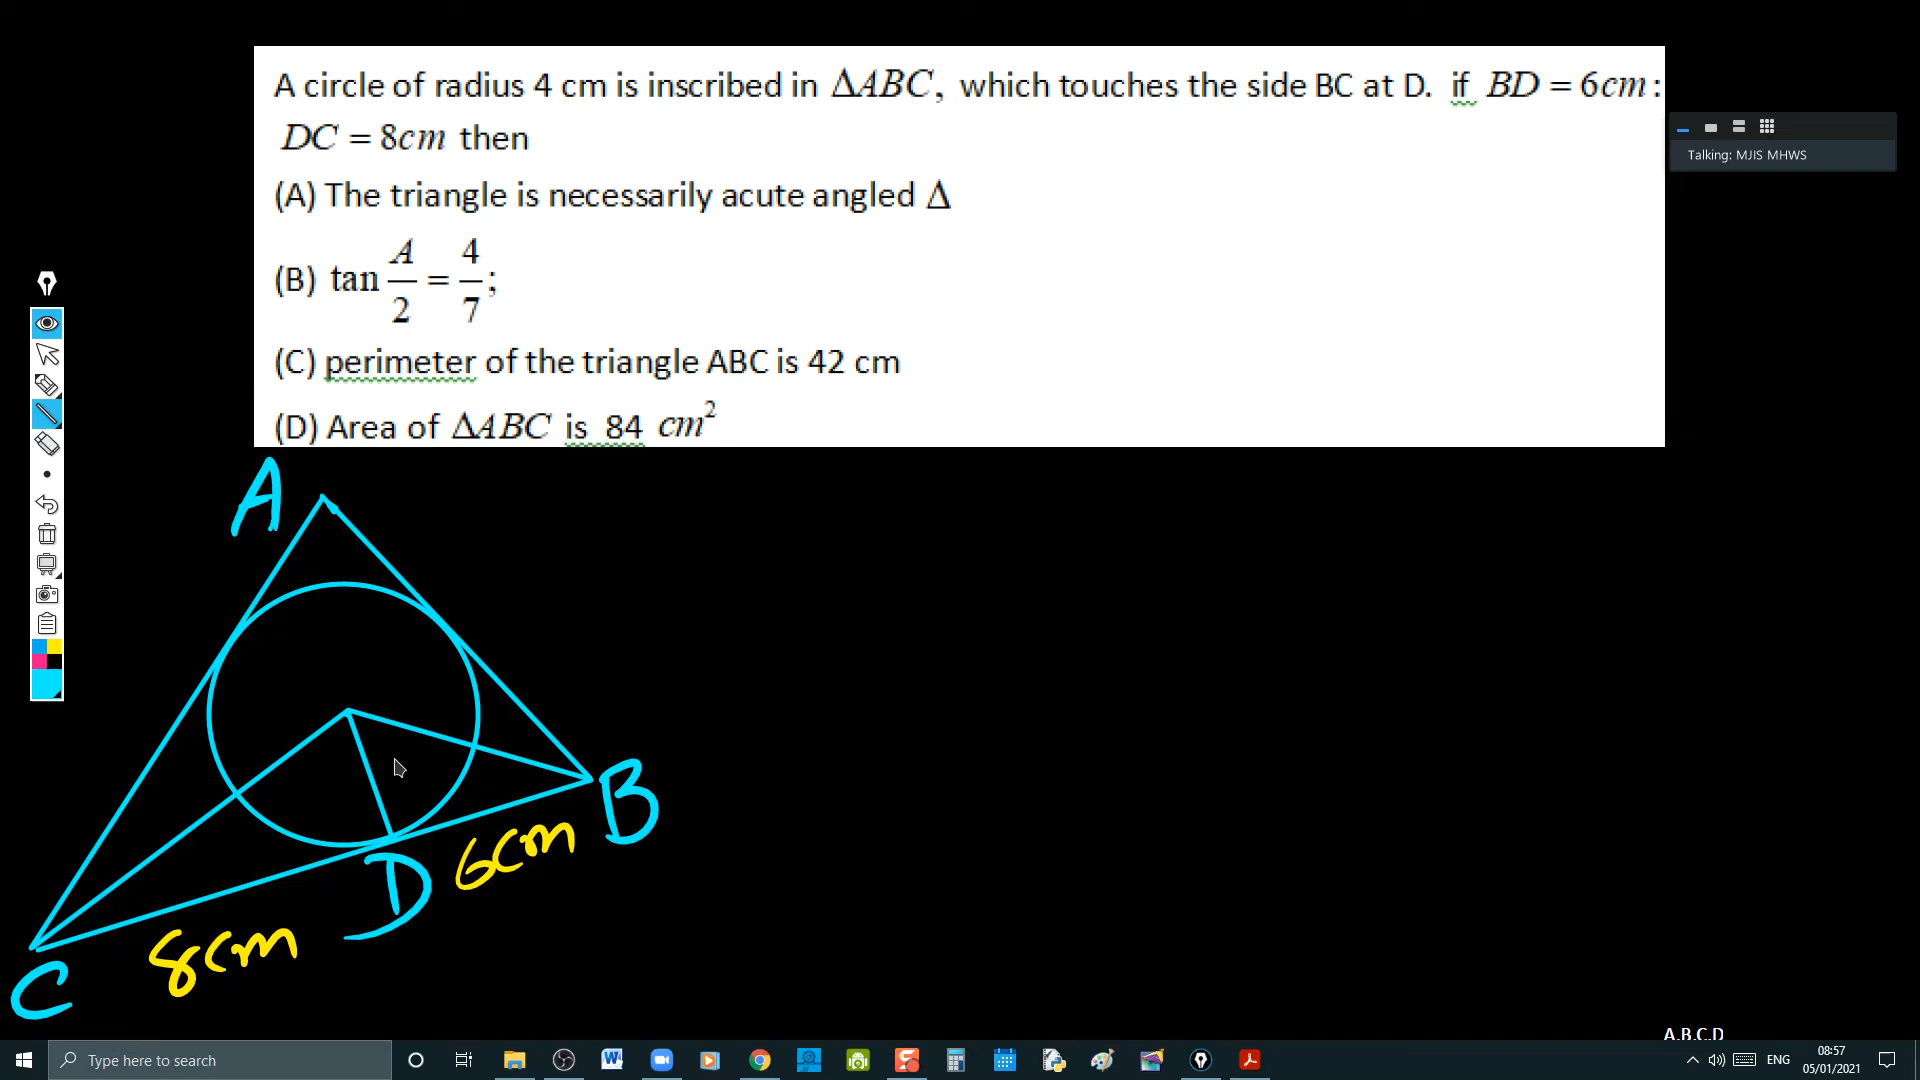 A circle of radius 4 cm is inscribed in ΔABC, which touches the side BC at D. if BD = 6cm :
DC = 8cm then
Talking: MJIS MHWS
(A) The triangle is necessarily acute angled Δ
(B) tan A/2 = 4/7;
(C) perimeter of the triangle ABC is 42 cm
(D) Area of ΔABC is 84 cm²
A
B
6cm
D
8cm
C
A,B,C,D
Type here to search
ENG
08:57
05/01/2021